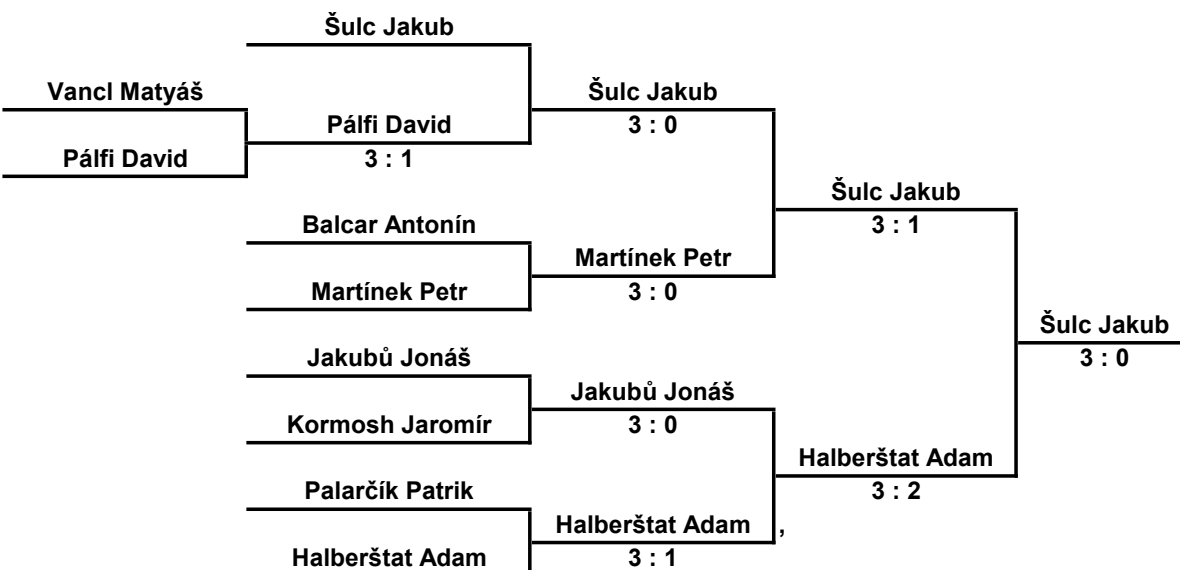 Šulc Jakub
Vancl Matyáš
Šulc Jakub
Pálfi David
3 : 0
Pálfi David
3 : 1
Šulc Jakub
Balcar Antonín
3 : 1
Martínek Petr
Martínek Petr
3 : 0
Šulc Jakub
Jakubů Jonáš
3 : 0
Jakubů Jonáš
Kormosh Jaromír
3 : 0
Halberštat Adam
Palarčík Patrik
3 : 2
Halberštat Adam ,
Halberštat Adam
3 : 1